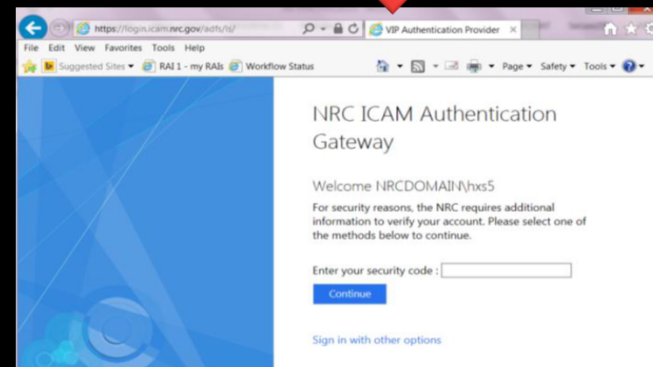 https://login.icam.nrc.gov/adfs/ls/
VIP Authentication Provider
File Edit View Favorites Tools Help
Suggested Sites RAI 1 - my RAIs Workflow Status Page Safety Tools
NRC ICAM Authentication
Gateway
Welcome NRCDOMAIN\hxs5
For security reasons, the NRC requires additional
information to verify your account. Please select one of
the methods below to continue.
Enter your security code :
Continue
Sign in with other options